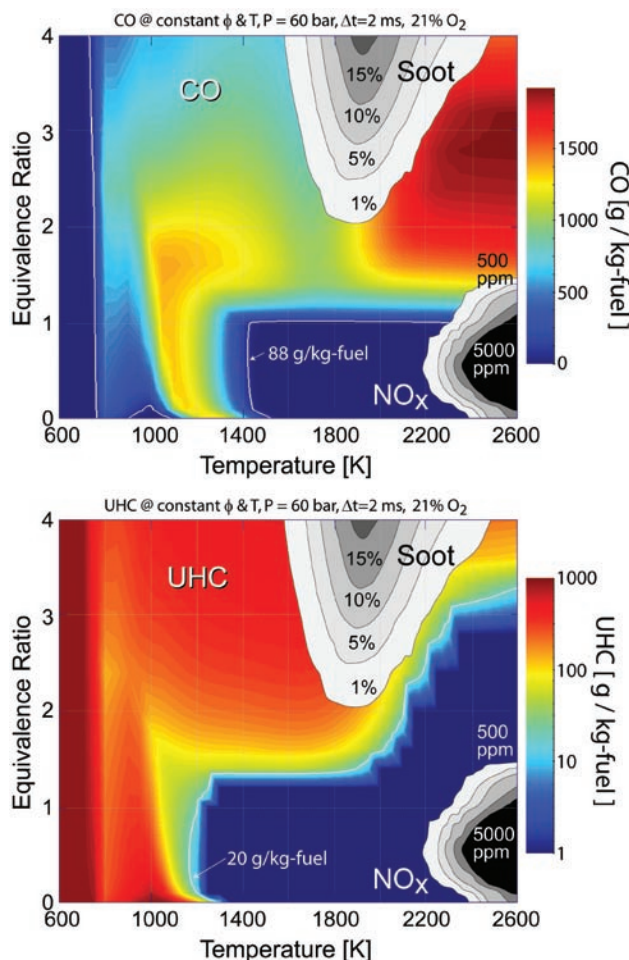 CO @ constant ϕ & T, P = 60 bar, Δt=2 ms, 21% O₂
4
3
2
1
0
Equivalence Ratio
CO
Soot
15%
10%
5%
1%
500
ppm
5000
ppm
88 g/kg-fuel
NOx
600 1000 1400 1800 2200 2600
Temperature [K]
1500
1000
500
0
CO [g / kg-fuel]
UHC @ constant ϕ & T, P = 60 bar, Δt=2 ms, 21% O₂
4
3
2
1
0
Equivalence Ratio
UHC
Soot
15%
10%
5%
1%
500
ppm
5000
ppm
20 g/kg-fuel
NOx
600 1000 1400 1800 2200 2600
Temperature [K]
1000
100
10
1
UHC [ g / kg-fuel ]